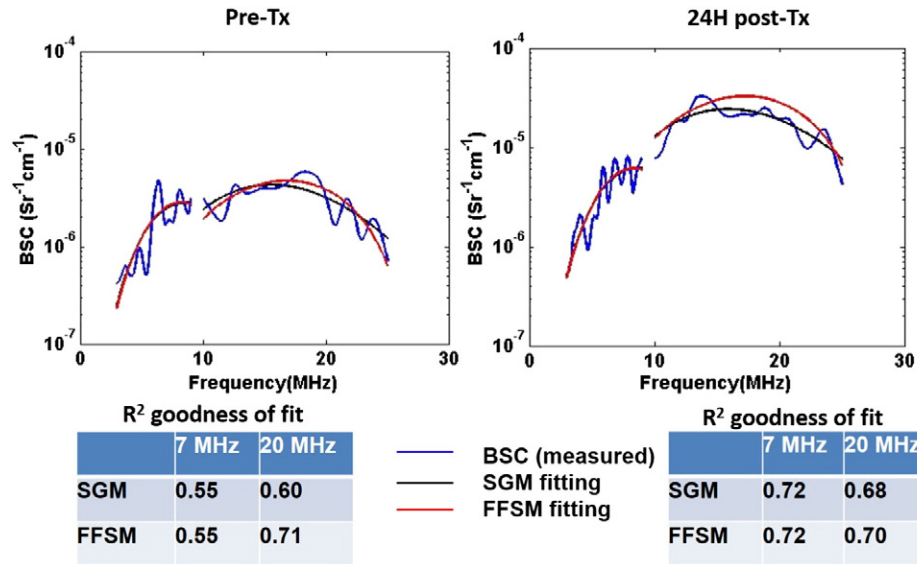 Pre-Tx
24H post-Tx
10⁻⁴
10⁻⁵
10⁻⁶
10⁻⁷
BSC (Sr⁻¹cm⁻¹)
0 10 20 30
Frequency(MHz)
10⁻⁴
10⁻⁵
10⁻⁶
10⁻⁷
BSC (Sr⁻¹cm⁻¹)
0 10 20 30
Frequency(MHz)
R² goodness of fit
7 MHz 20 MHz
SGM 0.55 0.60
FFSM 0.55 0.71
BSC (measured)
SGM fitting
FFSM fitting
R² goodness of fit
7 MHz 20 MHz
SGM 0.72 0.68
FFSM 0.72 0.70